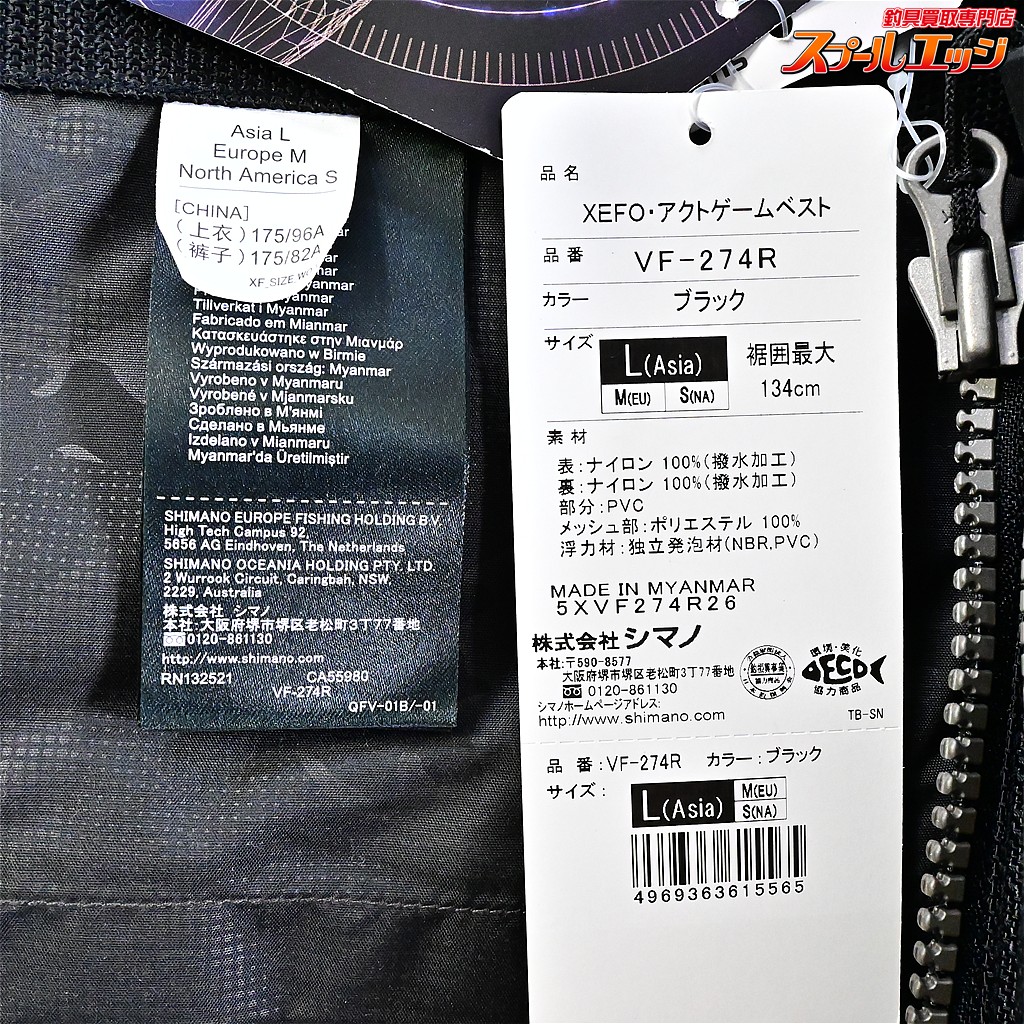 釣具買取専門店
スプールエッジ
Asia L
Europe M
North America S
[CHINA]
(上衣) 175/96A
(裤子) 175/82A
Tillverkat i Myanmar
Fabricado em Mianmar
Κατασκευάστηκε στην Μιανμάρ
Wyprodukowano w Birmie
Származási ország: Myanmar
Vyrobeno v Myanmaru
Vyrobené v Mjanmarsku
Зроблено в М'янмі
Сделано в Мьянме
Izdelano v Mianmaru
Myanmar'da Üretilmiştir
SHIMANO EUROPE FISHING HOLDING B.V.
High Tech Campus 92,
5656 AG Eindhoven, The Netherlands
SHIMANO OCEANIA HOLDING PTY. LTD.
2 Wurrook Circuit, Caringbah, NSW,
2229, Australia
株式会社 シマノ
本社:大阪府堺市堺区老松町3丁77番地
0120-861130
http://www.shimano.com
RN132521 CA55980
VF-274R
QFV-01B/-01
品名
XEFO・アクトゲームベスト
品番 VF-274R
カラー ブラック
サイズ L(Asia) 裾囲最大
M(EU) S(NA) 134cm
素材
表:ナイロン 100%(撥水加工)
裏:ナイロン 100%(撥水加工)
部分:PVC
メッシュ部:ポリエステル 100%
浮力材:独立発泡材(NBR,PVC)
MADE IN MYANMAR
5XVF274R26
株式会社 シマノ
本社:〒590-8577
大阪府堺市堺区老松町3丁77番地
0120-861130
シマノホームページアドレス:
http://www.shimano.com
環境・美化
ECO
協力商品
TB-SN
品番:VF-274R カラー:ブラック
サイズ: L(Asia) M(EU)
S(NA)
4969363615565